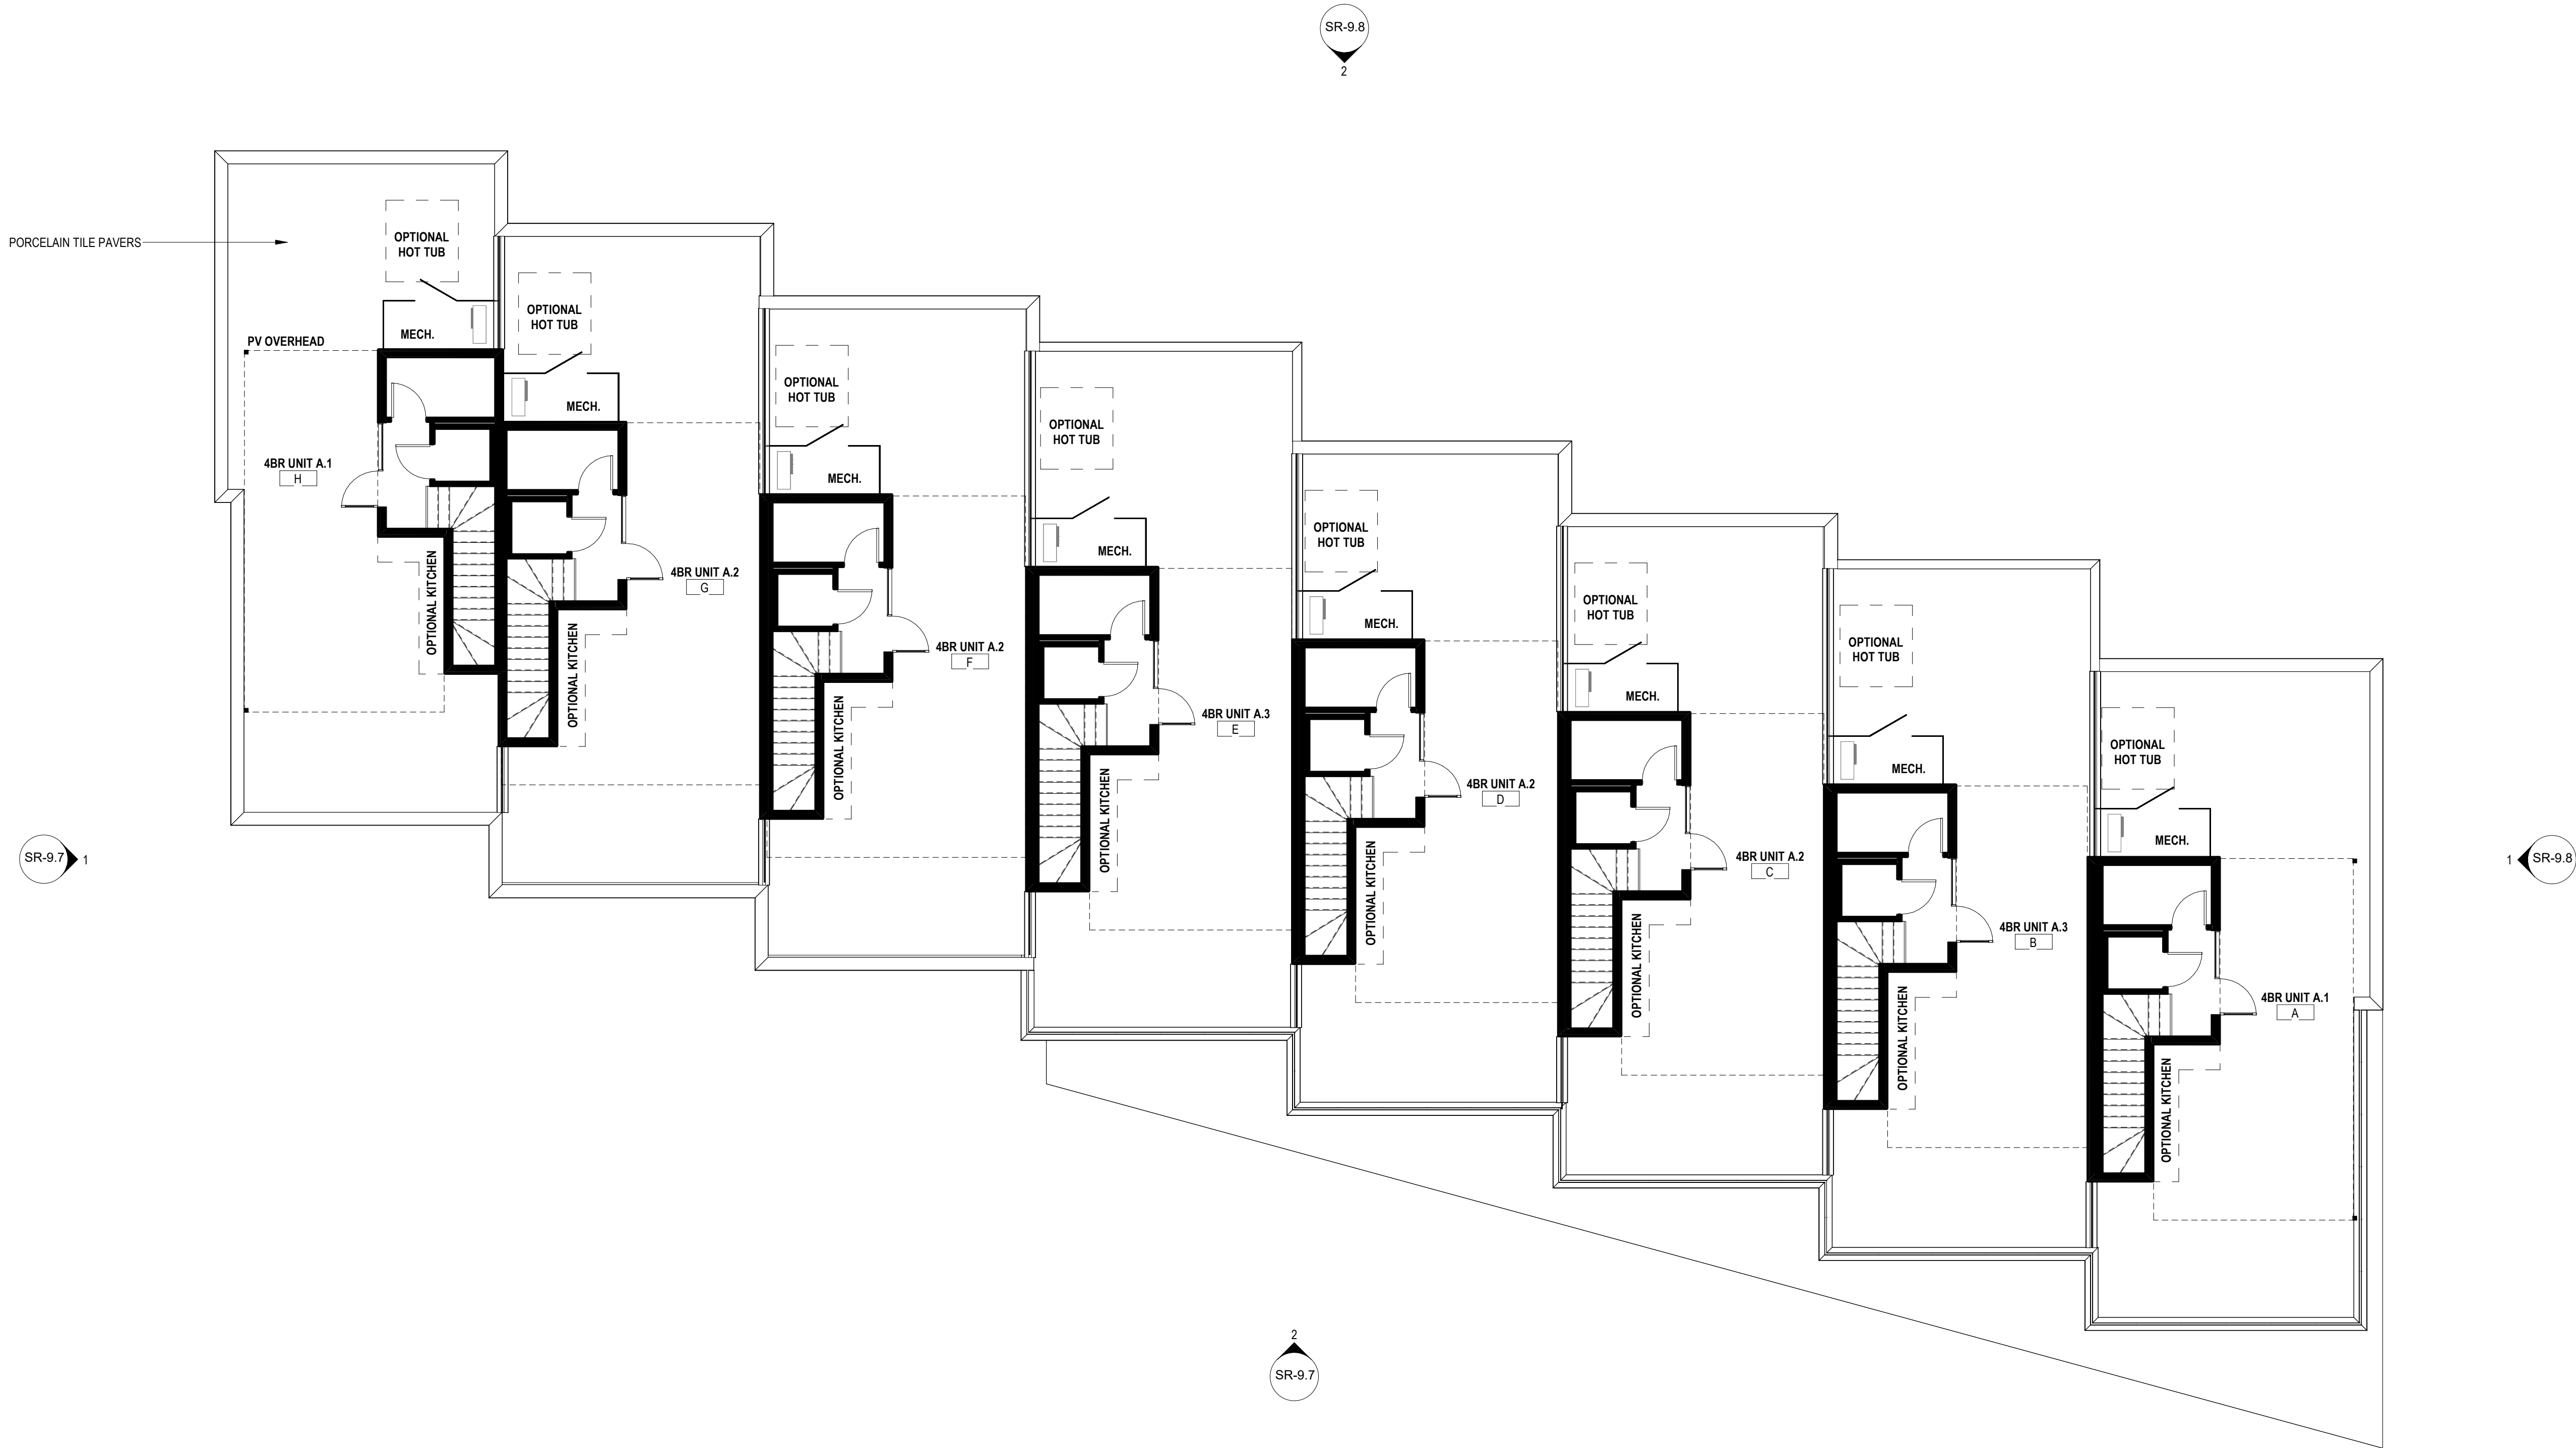 SR-9.8
2
PORCELAIN TILE PAVERS
OPTIONAL
HOT TUB
MECH.
PV OVERHEAD
4BR UNIT A.1
H
OPTIONAL KITCHEN
OPTIONAL
HOT TUB
MECH.
4BR UNIT A.2
G
OPTIONAL KITCHEN
OPTIONAL
HOT TUB
MECH.
4BR UNIT A.2
F
OPTIONAL KITCHEN
OPTIONAL
HOT TUB
MECH.
4BR UNIT A.3
E
OPTIONAL KITCHEN
OPTIONAL
HOT TUB
MECH.
4BR UNIT A.2
D
OPTIONAL KITCHEN
OPTIONAL
HOT TUB
MECH.
4BR UNIT A.2
C
OPTIONAL KITCHEN
OPTIONAL
HOT TUB
MECH.
4BR UNIT A.3
B
OPTIONAL KITCHEN
OPTIONAL
HOT TUB
MECH.
4BR UNIT A.1
A
OPTIONAL KITCHEN
SR-9.7 1
1 SR-9.8
2
SR-9.7